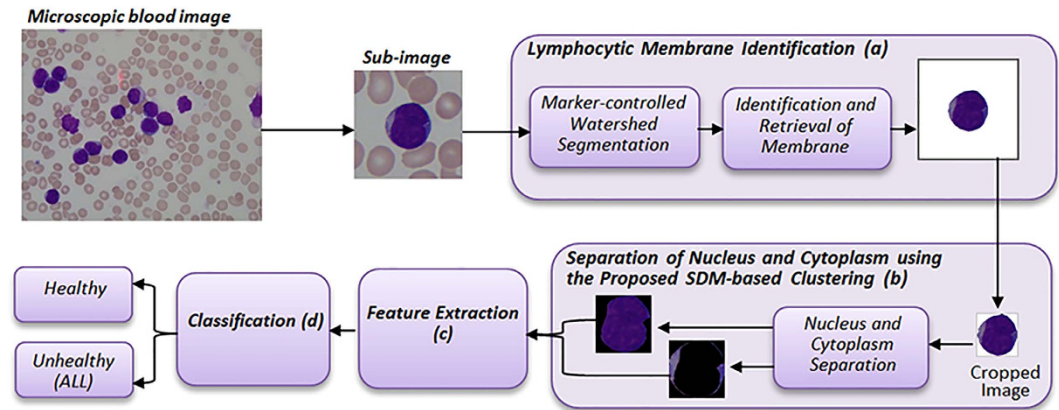 Microscopic blood image
Sub-image
Lymphocytic Membrane Identification (a)
Marker-controlled
Watershed
Segmentation
Identification and
Retrieval of
Membrane
Separation of Nucleus and Cytoplasm using
the Proposed SDM-based Clustering (b)
Nucleus and
Cytoplasm
Separation
Cropped
Image
Feature Extraction
(c)
Classification (d)
Healthy
Unhealthy
(ALL)